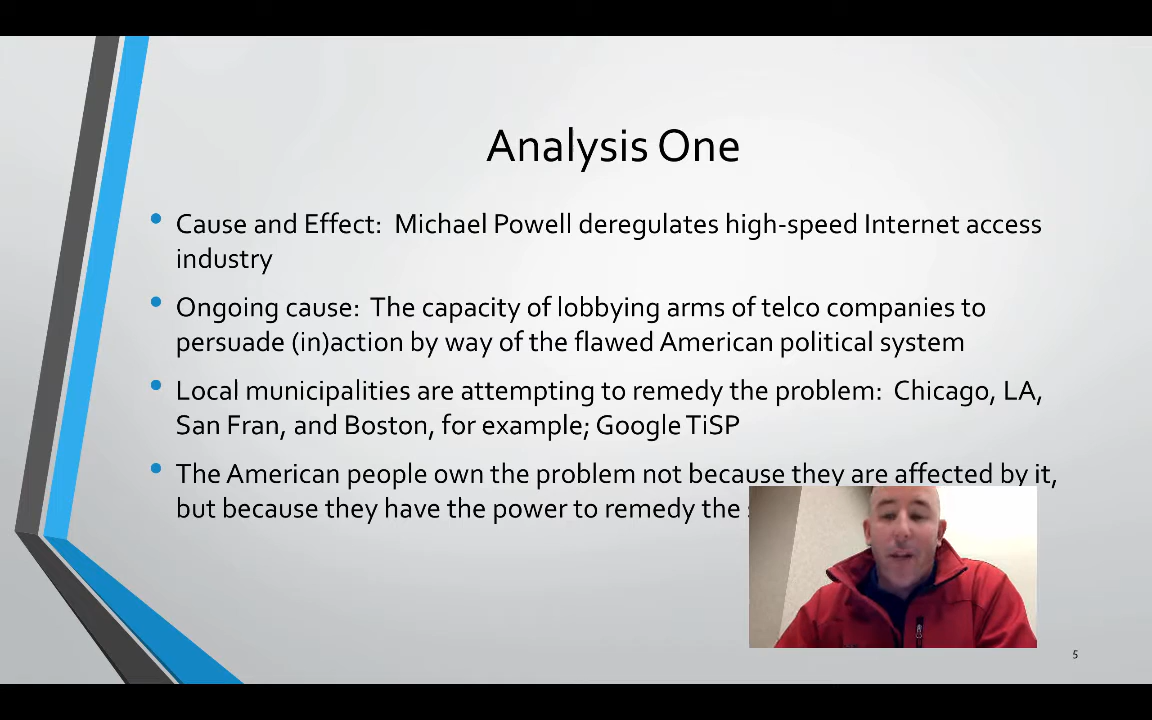 Analysis One
Cause and Effect:  Michael Powell deregulates high-speed Internet access
industry
Ongoing cause:  The capacity of lobbying arms of telco companies to
persuade (in)action by way of the flawed American political system
Local municipalities are attempting to remedy the problem:  Chicago, LA,
San Fran, and Boston, for example; Google TiSP
The American people own the problem not because they are affected by it,
but because they have the power to remedy the
5